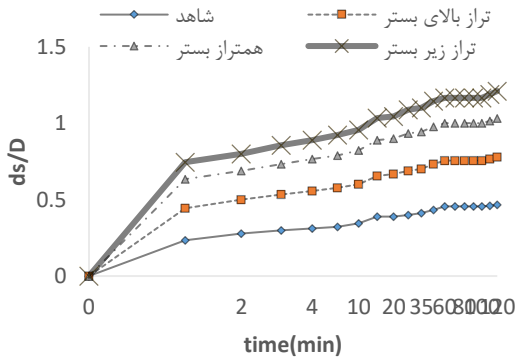 شاهد
تراز بالای بستر
همتراز بستر
تراز زیر بستر
1.5
1
0.5
0
ds/D
0 2 4 10 20 35 60 80 100 120
time(min)